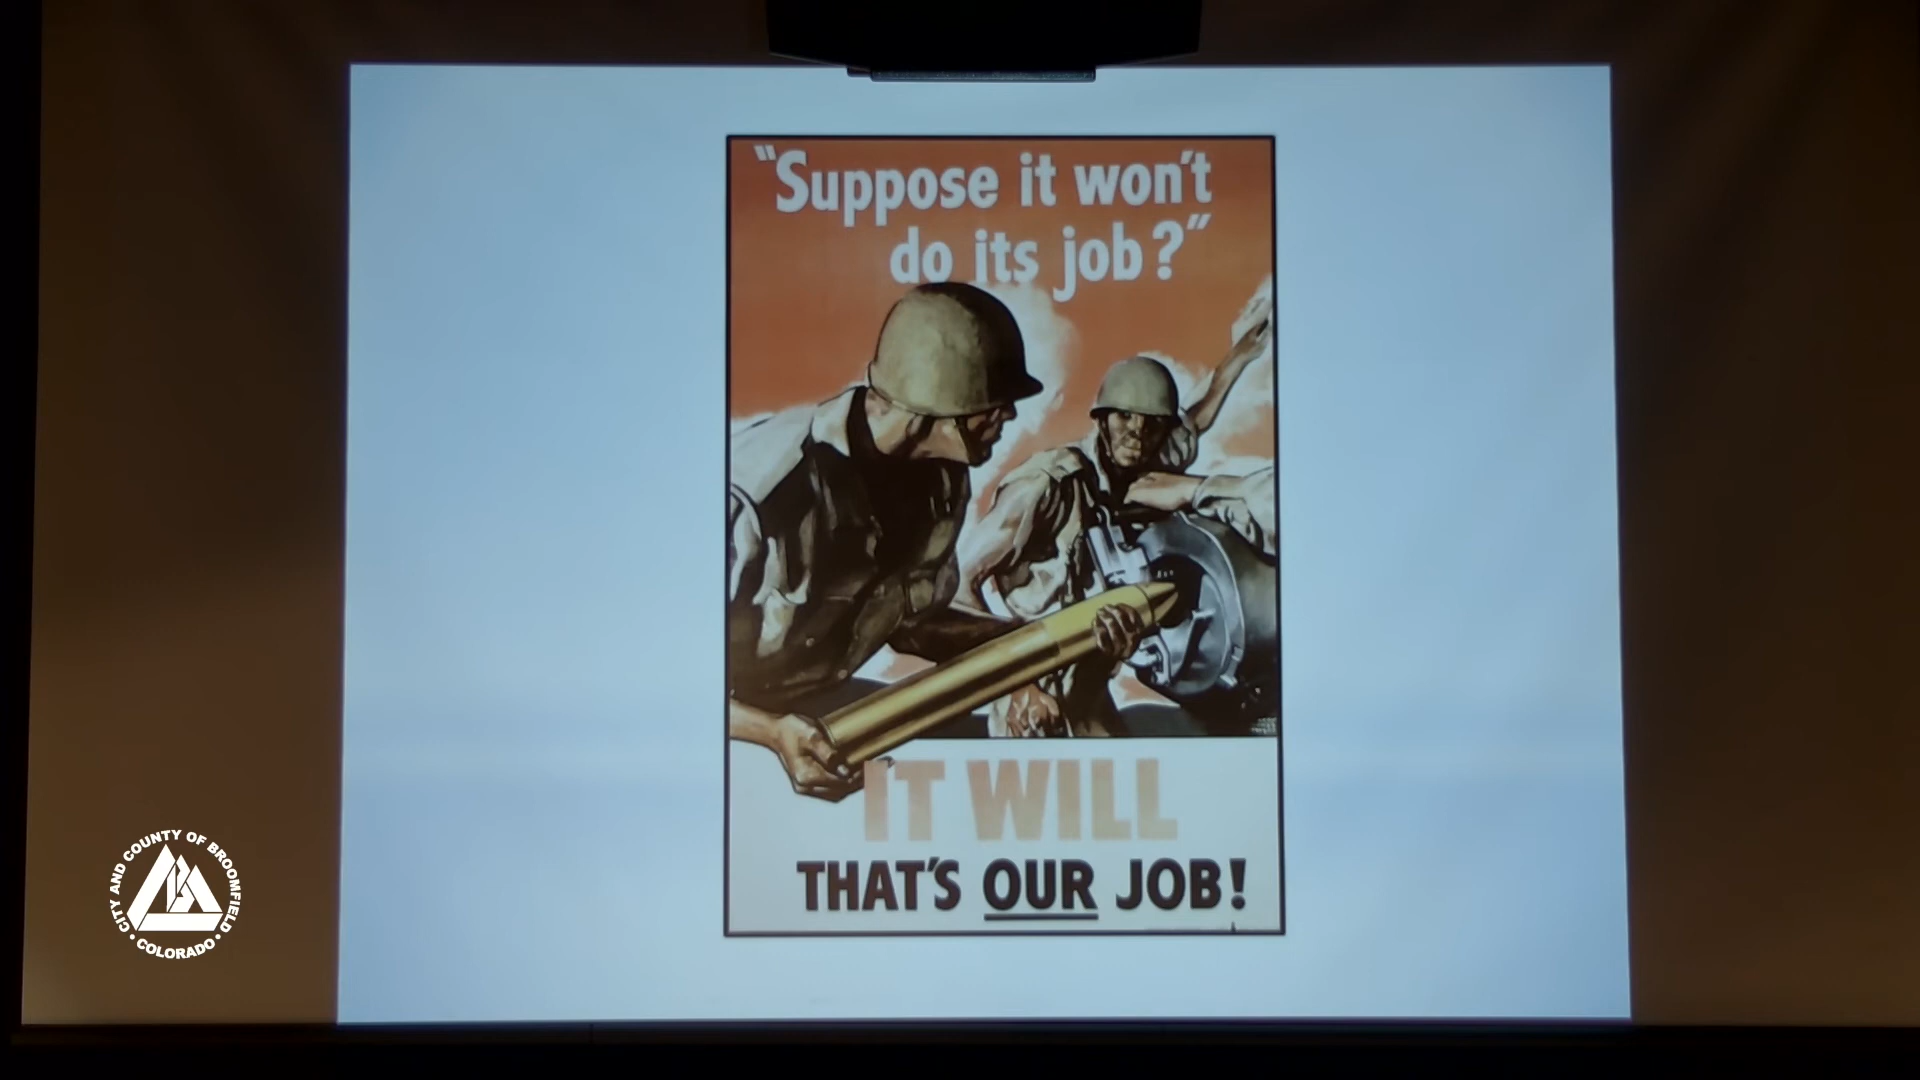 "Suppose it won't
do its job?"
IT WILL
THAT'S OUR JOB!
CITY AND COUNTY OF BROOMFIELD
• COLORADO •